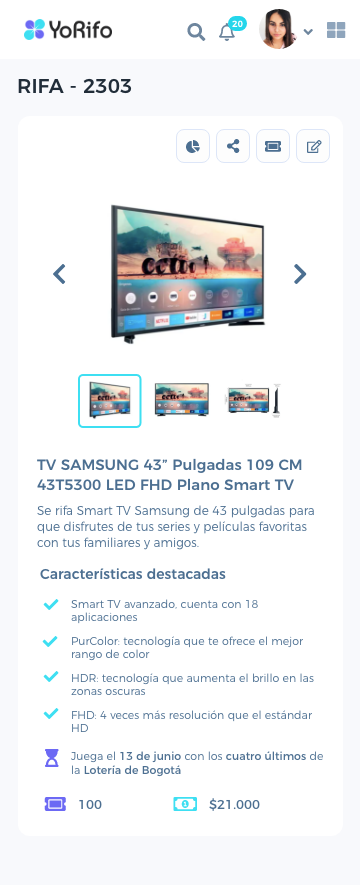 YoRifo
20
RIFA - 2303
TV SAMSUNG 43” Pulgadas 109 CM
43T5300 LED FHD Plano Smart TV
Se rifa Smart TV Samsung de 43 pulgadas para
que disfrutes de tus series y películas favoritas
con tus familiares y amigos.
Características destacadas
Smart TV avanzado, cuenta con 18
aplicaciones
PurColor: tecnología que te ofrece el mejor
rango de color
HDR: tecnología que aumenta el brillo en las
zonas oscuras
FHD: 4 veces más resolución que el estándar
HD
Juega el 13 de junio con los cuatro últimos de
la Lotería de Bogotá
100
$21.000